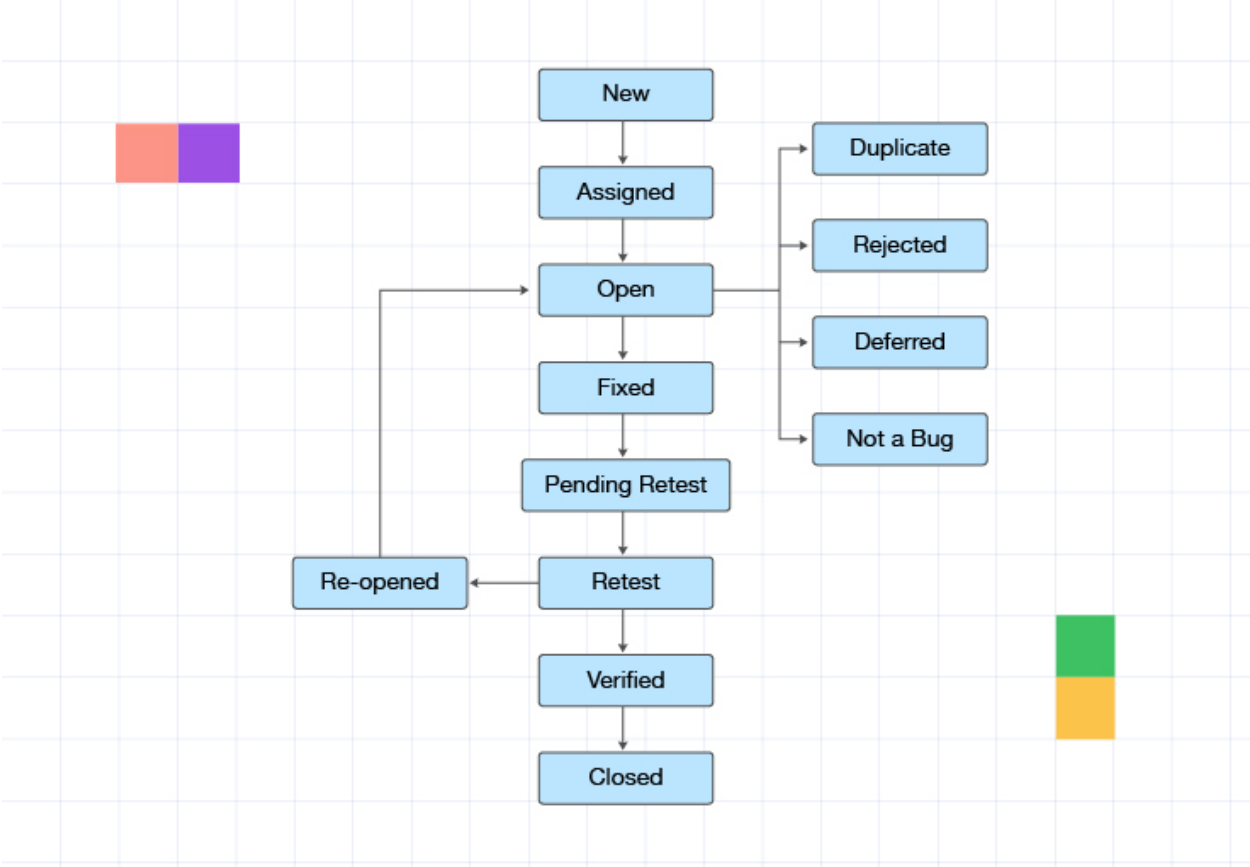 New
Duplicate
Assigned
Rejected
Open
Deferred
Fixed
Not a Bug
Pending Retest
Re-opened
Retest
Verified
Closed